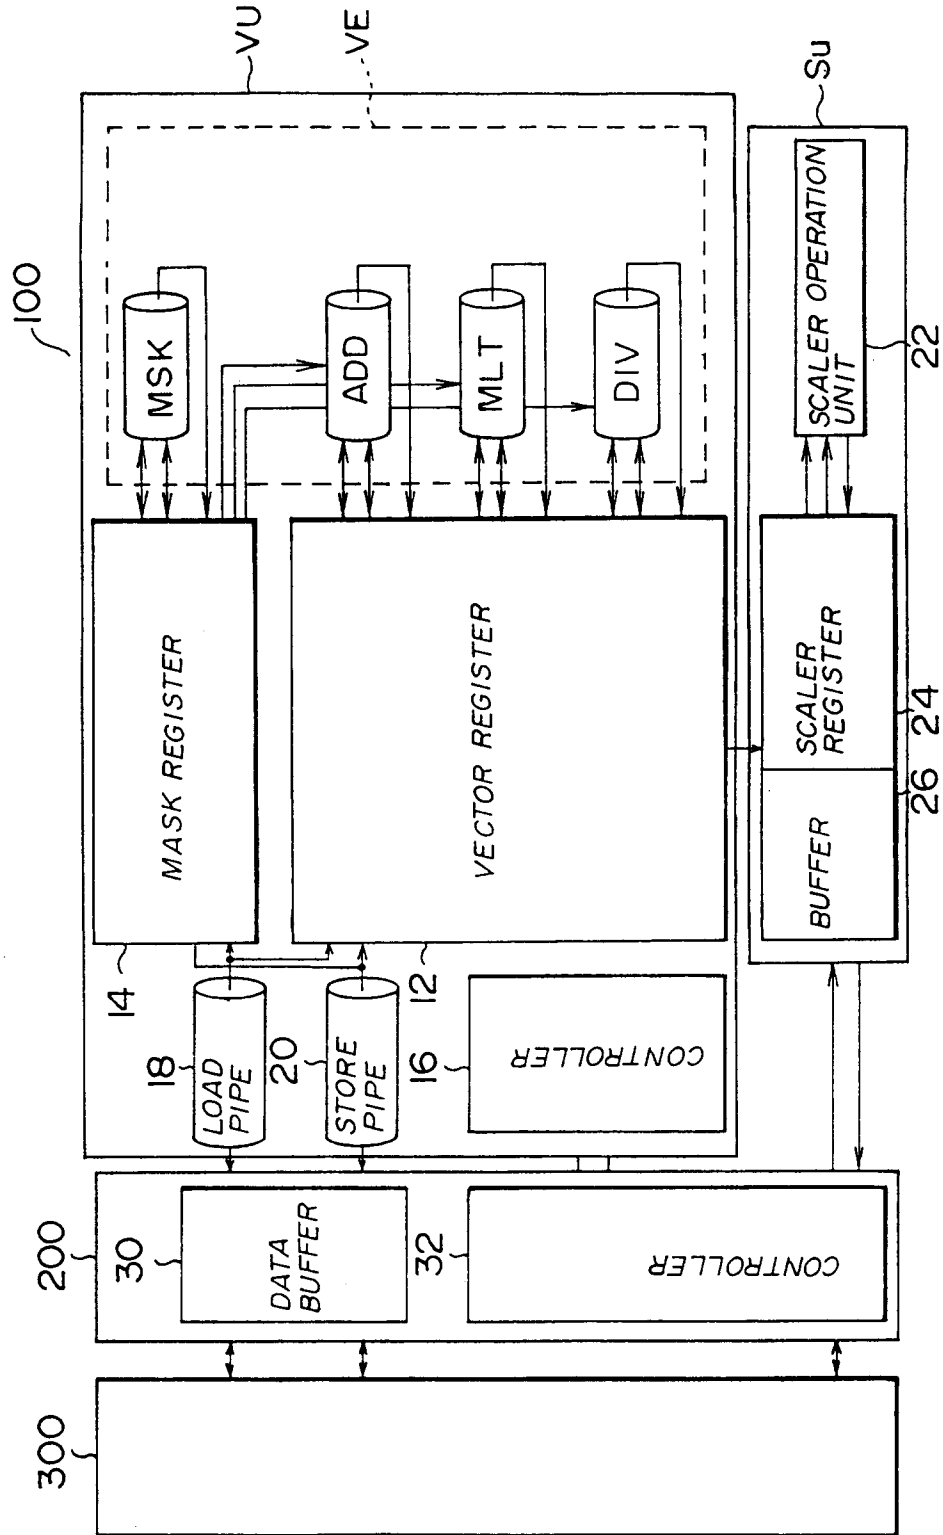 100
VU
VE
Su
MSK
ADD
MLT
DIV
SCALER OPERATION
UNIT
22
MASK REGISTER
VECTOR REGISTER
SCALER
REGISTER
24
BUFFER
26
14
12
18
LOAD
PIPE
20
STORE
PIPE
16
CONTROLLER
200
30
DATA
BUFFER
32
CONTROLLER
300